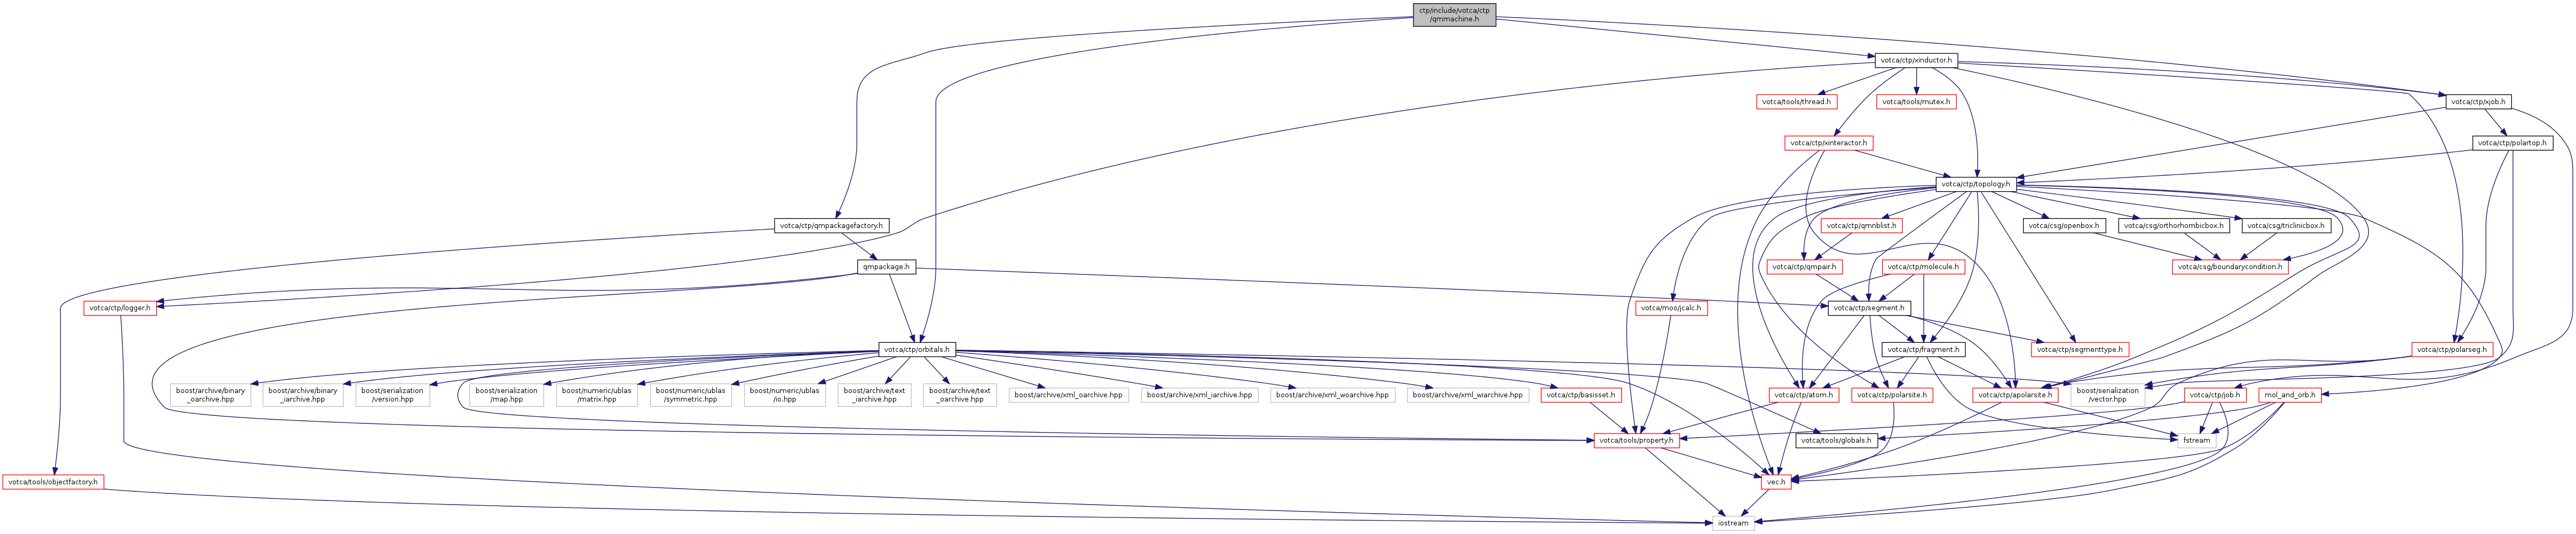 ctp/include/votca/ctp
/qmmachine.h
votca/ctp/xinductor.h
votca/tools/thread.h
votca/tools/mutex.h
votca/ctp/xjob.h
votca/ctp/xinteractor.h
votca/ctp/polartop.h
votca/ctp/topology.h
votca/ctp/qmpackagefactory.h
votca/ctp/qmnblist.h
votca/csg/openbox.h
votca/csg/orthorhombicbox.h
votca/csg/triclinicbox.h
qmpackage.h
votca/ctp/qmpair.h
votca/ctp/molecule.h
votca/csg/boundarycondition.h
votca/ctp/logger.h
votca/moo/jcalc.h
votca/ctp/segment.h
votca/ctp/orbitals.h
votca/ctp/fragment.h
votca/ctp/segmenttype.h
votca/ctp/polarseg.h
boost/archive/binary
_oarchive.hpp
boost/archive/binary
_iarchive.hpp
boost/serialization
/version.hpp
boost/serialization
/map.hpp
boost/numeric/ublas
/matrix.hpp
boost/numeric/ublas
/symmetric.hpp
boost/numeric/ublas
/io.hpp
boost/archive/text
_iarchive.hpp
boost/archive/text
_oarchive.hpp
boost/archive/xml_oarchive.hpp
boost/archive/xml_iarchive.hpp
boost/archive/xml_woarchive.hpp
boost/archive/xml_wiarchive.hpp
votca/ctp/basisset.h
votca/ctp/atom.h
votca/ctp/polarsite.h
votca/ctp/apolarsite.h
boost/serialization
/vector.hpp
votca/ctp/job.h
mol_and_orb.h
votca/tools/property.h
votca/tools/globals.h
fstream
votca/tools/objectfactory.h
vec.h
iostream